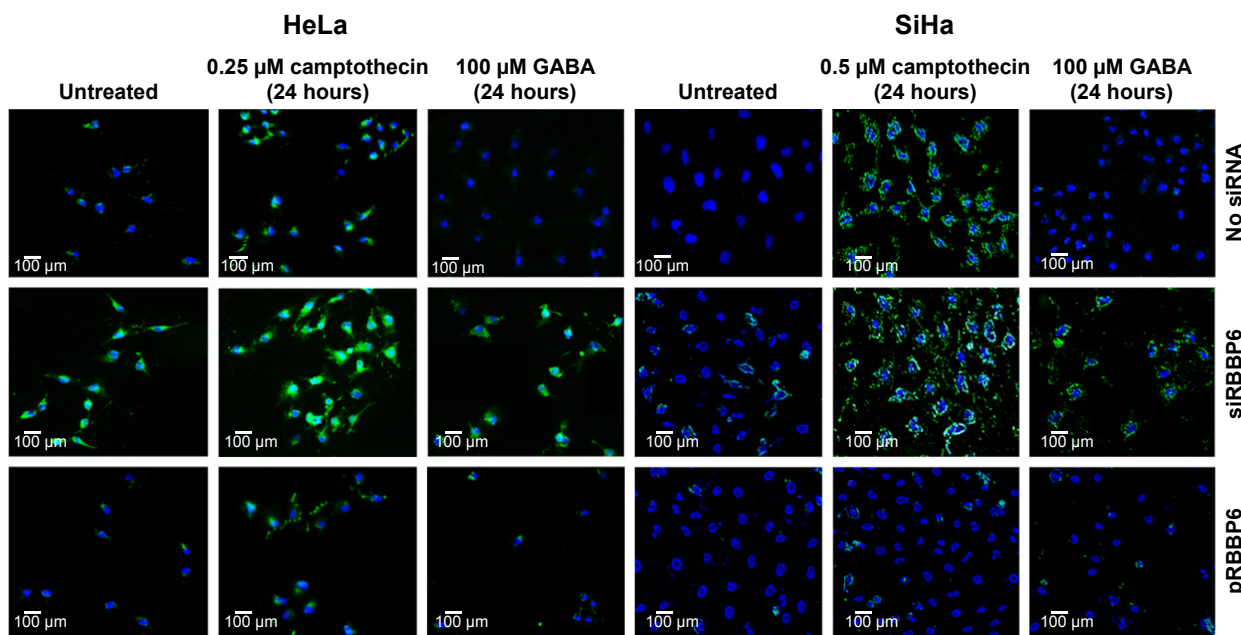 HeLa
SiHa
Untreated
0.25 µM camptothecin
(24 hours)
100 µM GABA
(24 hours)
Untreated
0.5 µM camptothecin
(24 hours)
100 µM GABA
(24 hours)
100 µm
100 µm
100 µm
100 µm
100 µm
100 µm
No siRNA
100 µm
100 µm
100 µm
100 µm
100 µm
100 µm
siRBBP6
100 µm
100 µm
100 µm
100 µm
100 µm
100 µm
pRBBP6